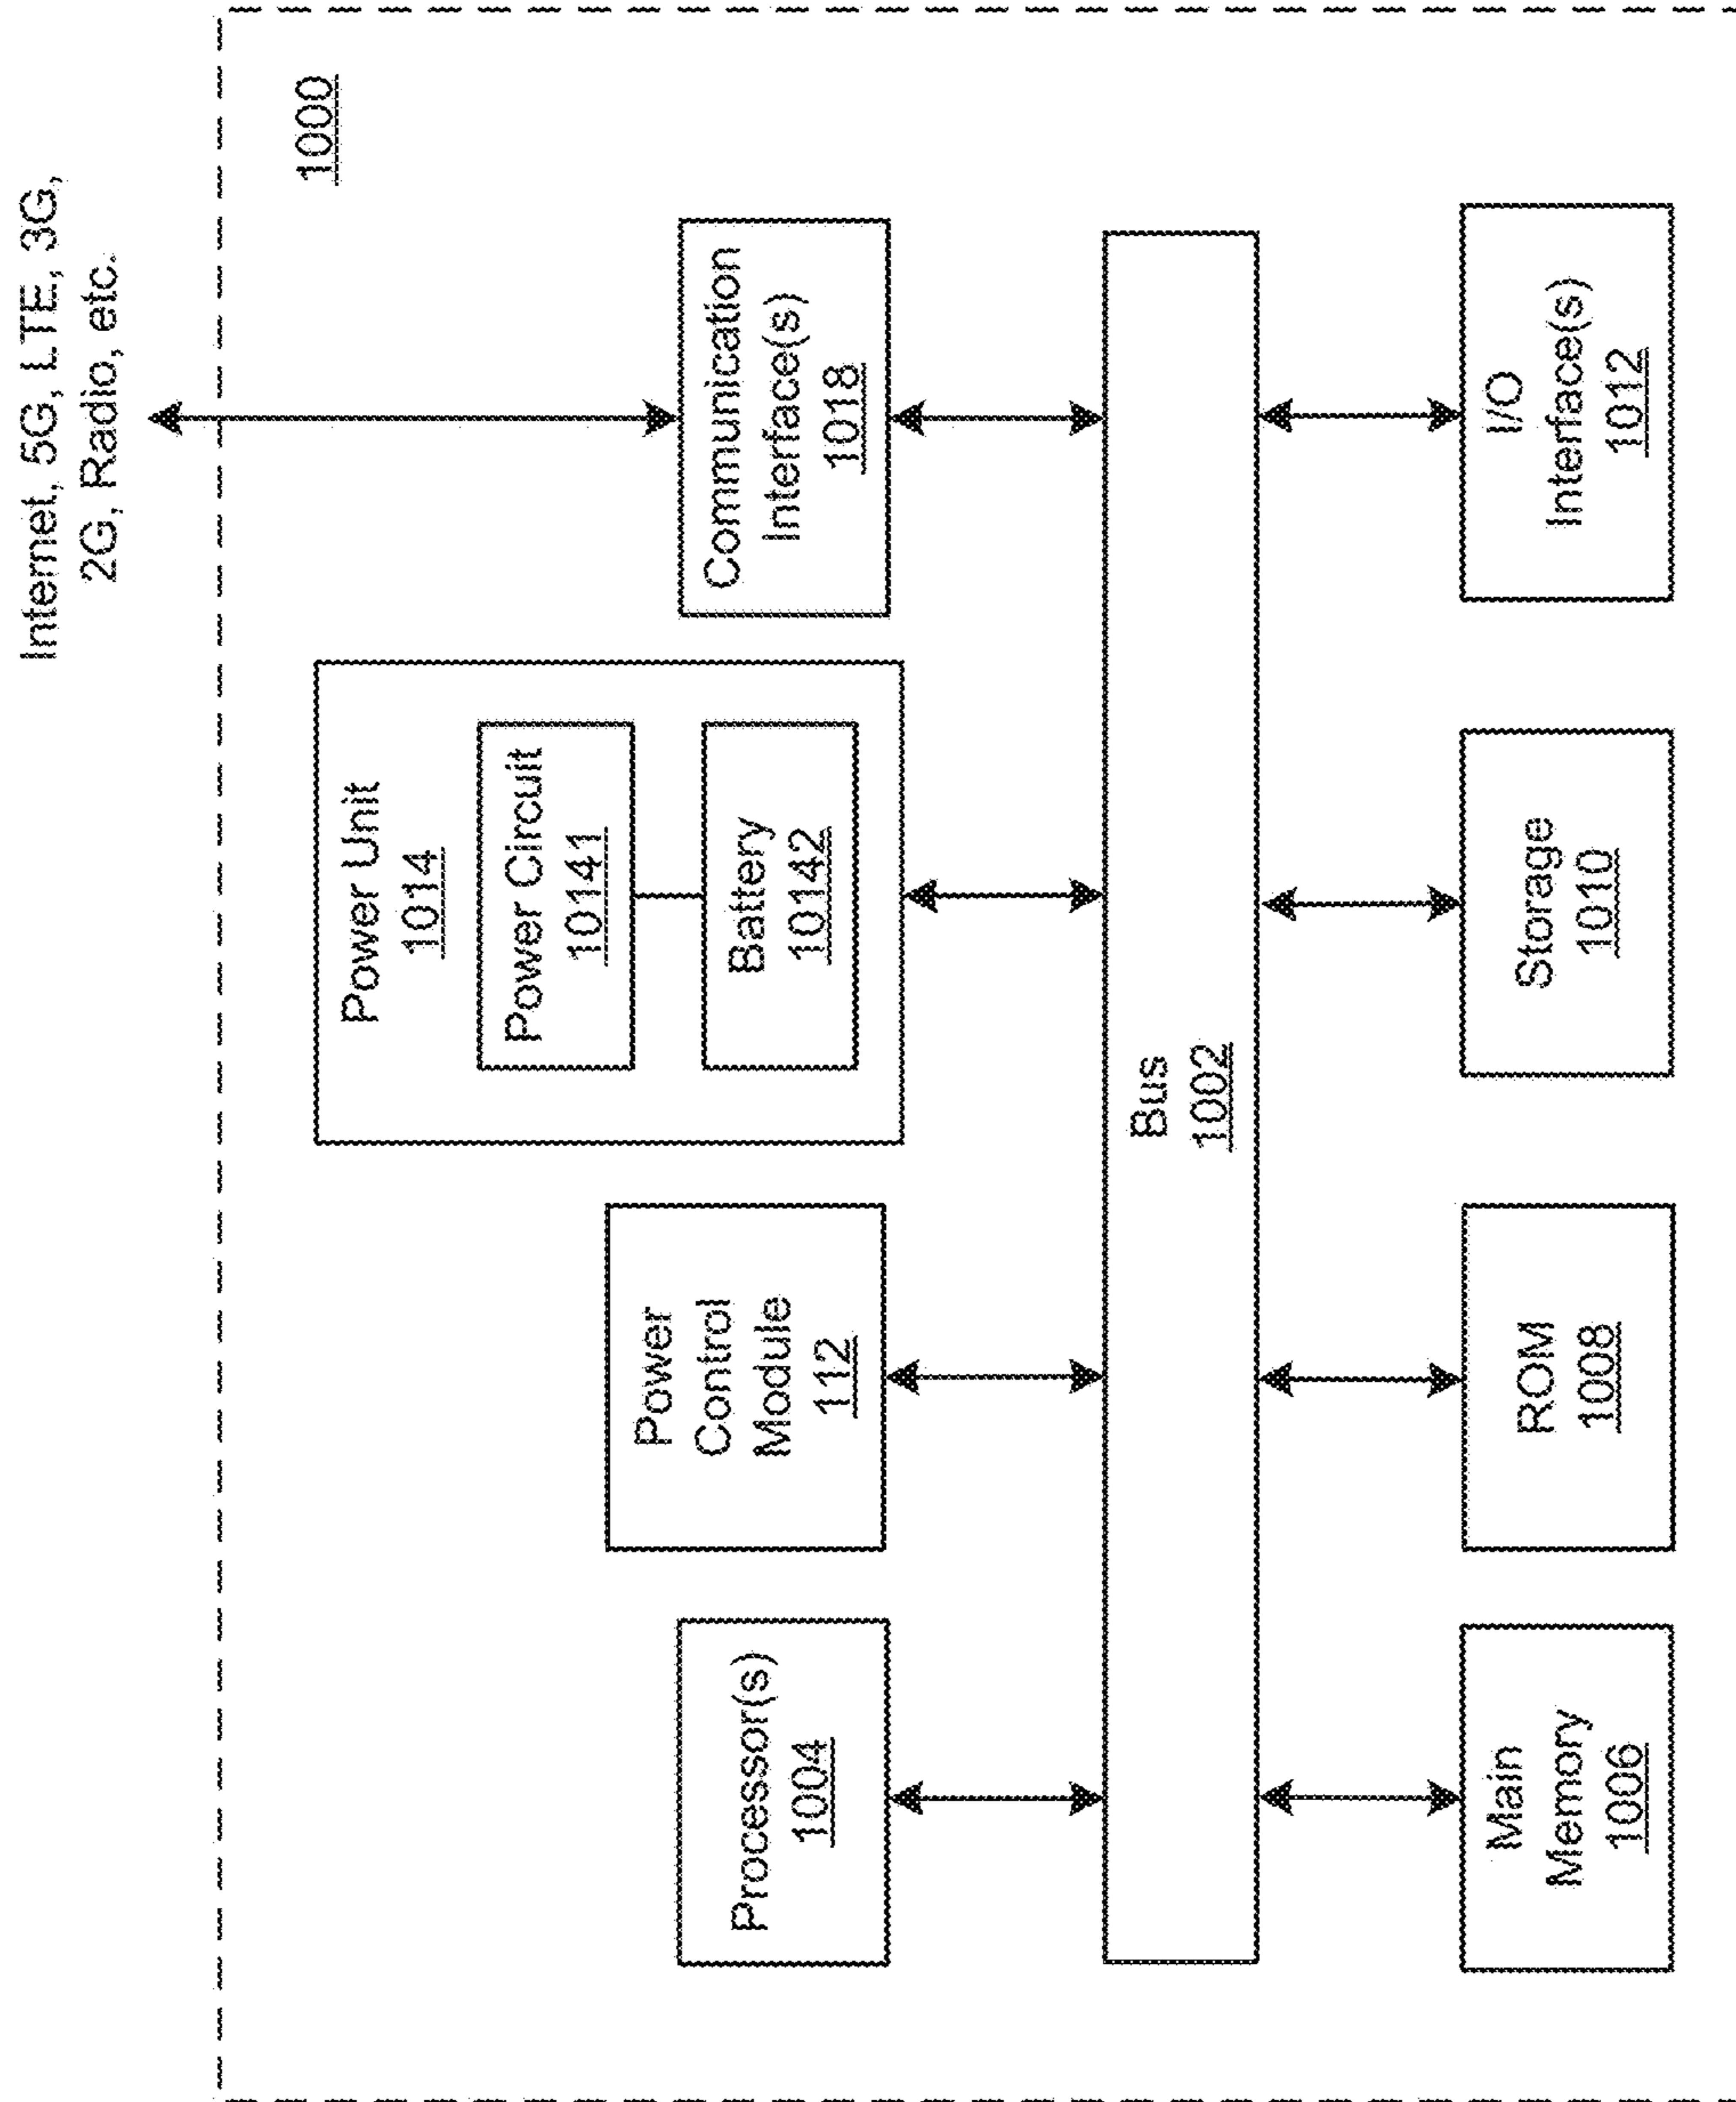 Internet, 5G, LTE, 3G,
2G, Radio, etc.
1000
Processor(s)
1004
Power
Control
Module
112
Power Unit
1014
Power Circuit
10141
Battery
10142
Communication
Interface(s)
1018
Bus
1002
Main
Memory
1006
ROM
1008
Storage
1010
I/O
Interface(s)
1012